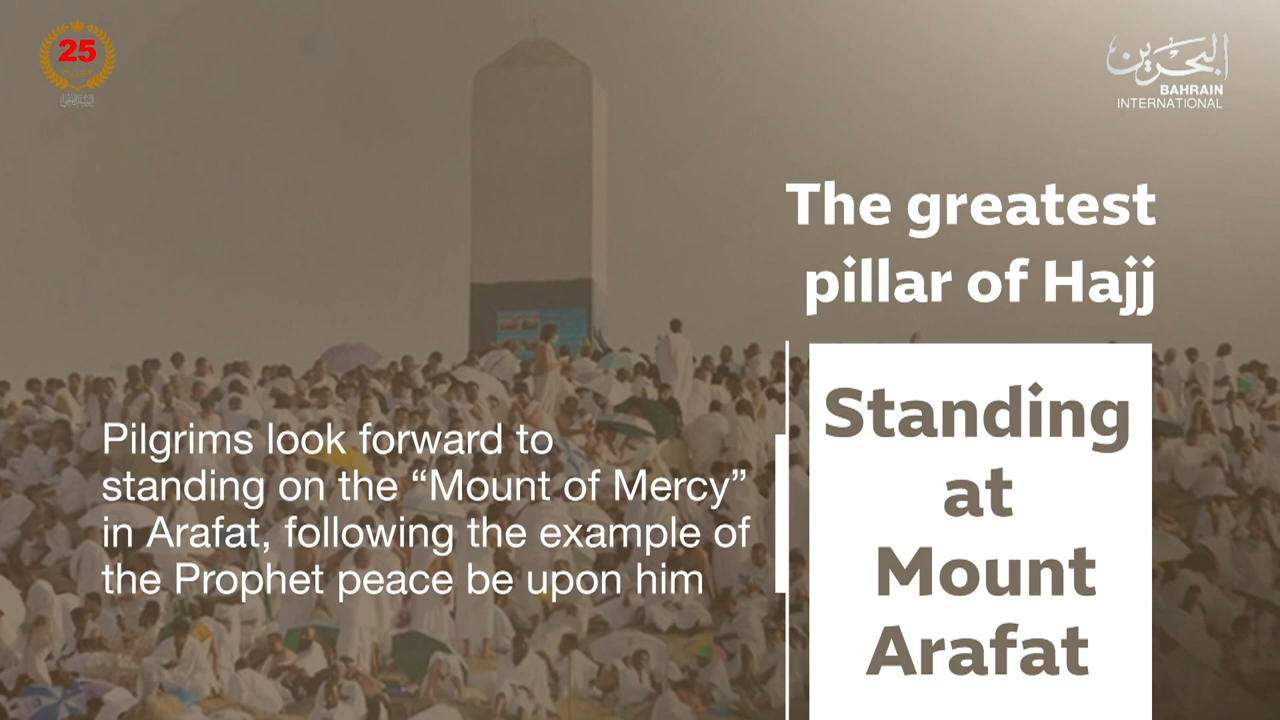 25
البحرين
BAHRAIN
INTERNATIONAL
The greatest
pillar of Hajj
Standing
at
Mount
Arafat
Pilgrims look forward to
standing on the “Mount of Mercy”
in Arafat, following the example of
the Prophet peace be upon him